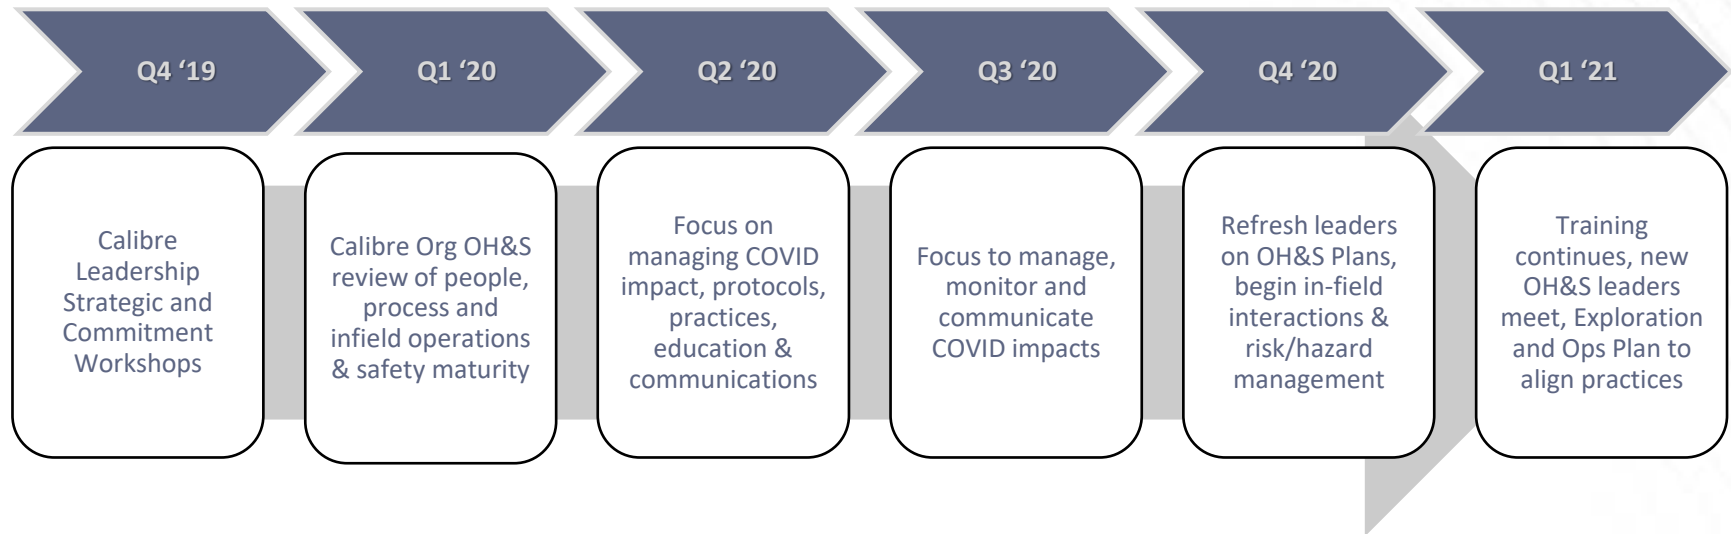 Q4 ‘19
Q1 ‘20
Q2 ‘20
Q3 ‘20
Q4 ‘20
Q1 ‘21
Calibre
Leadership
Strategic and
Commitment
Workshops
Calibre Org OH&S
review of people,
process and
infield operations
& safety maturity
Focus on
managing COVID
impact, protocols,
practices,
education &
communications
Focus to manage,
monitor and
communicate
COVID impacts
Refresh leaders
on OH&S Plans,
begin in-field
interactions &
risk/hazard
management
Training
continues, new
OH&S leaders
meet, Exploration
and Ops Plan to
align practices